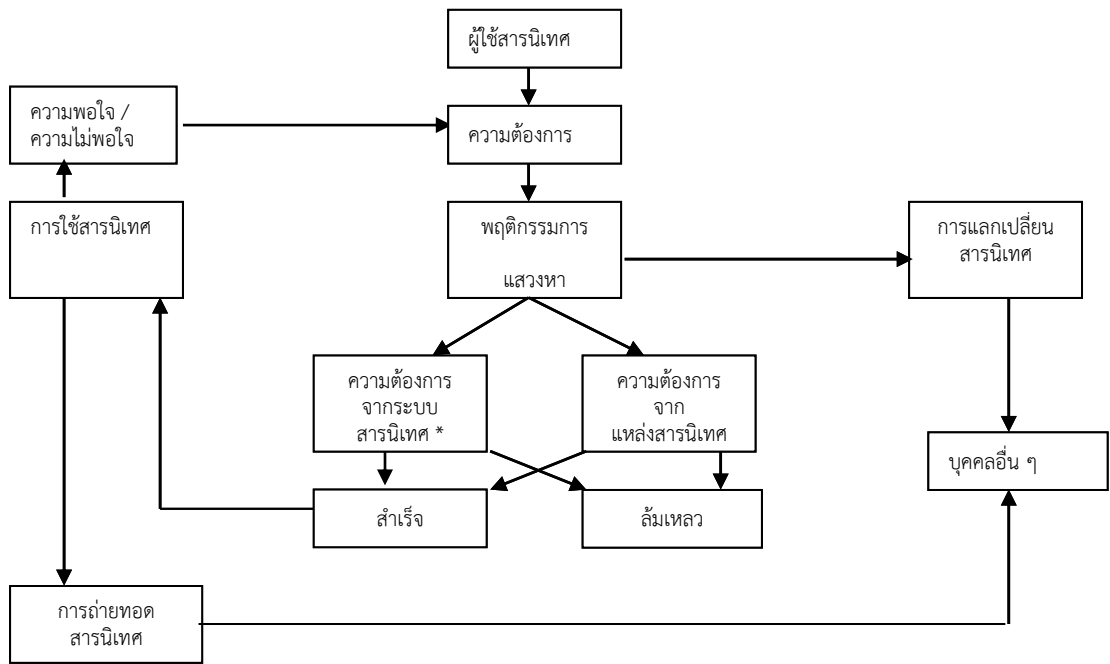 ผู้ใช้สารนิเทศ
ความพอใจ /
ความไม่พอใจ
ความต้องการ
การใช้สารนิเทศ
พฤติกรรมการ
แสวงหา
การแลกเปลี่ยน
สารนิเทศ
ความต้องการ
จากระบบ
สารนิเทศ *
ความต้องการ
จาก
แหล่งสารนิเทศ
บุคคลอื่น ๆ
สำเร็จ
ล้มเหลว
การถ่ายทอด
สารนิเทศ